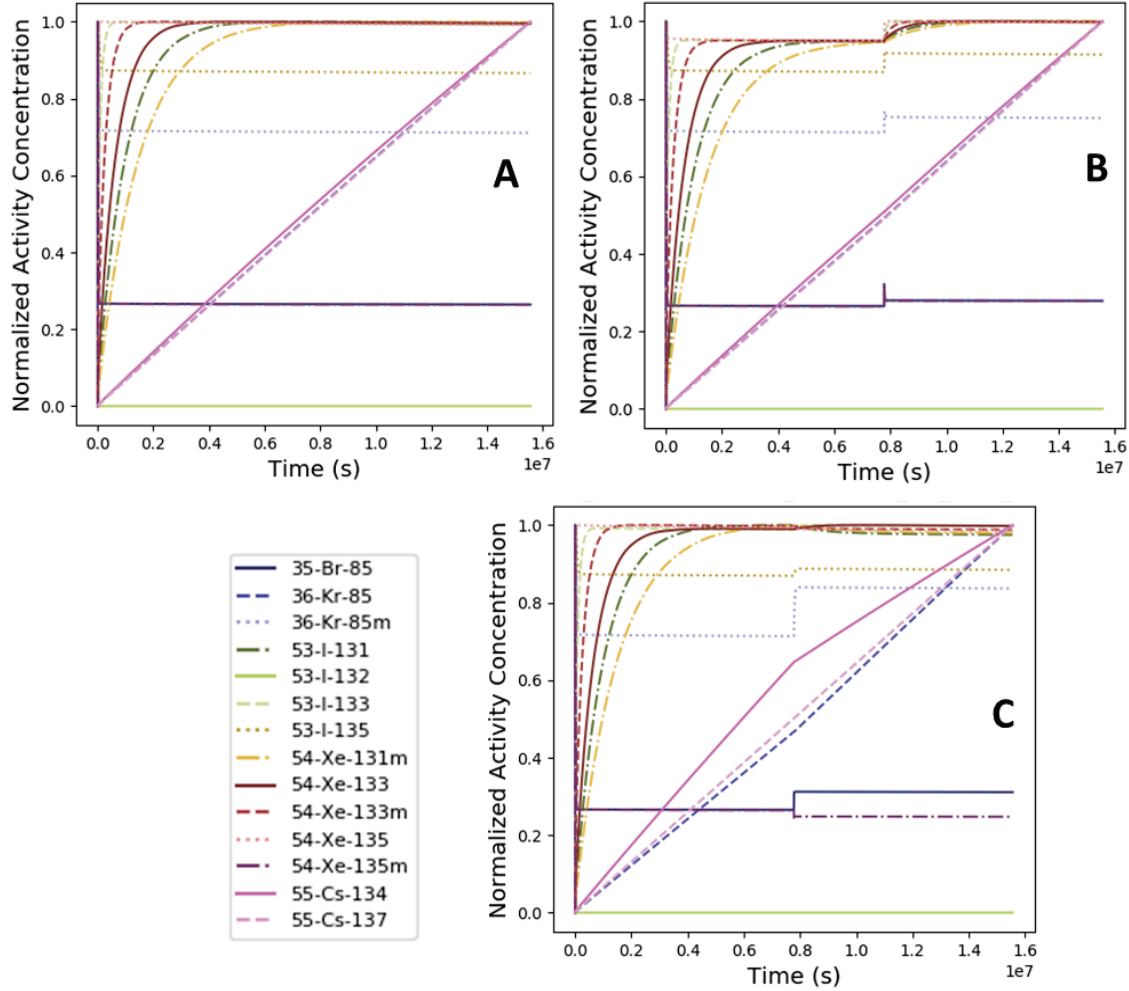 Normalized Activity Concentration
1.0
0.8
0.6
0.4
0.2
0.0
A
0.0 0.2 0.4 0.6 0.8 1.0 1.2 1.4 1.6
1e7
Time (s)
Normalized Activity Concentration
1.0
0.8
0.6
0.4
0.2
0.0
B
0.0 0.2 0.4 0.6 0.8 1.0 1.2 1.4 1.6
1e7
Time (s)
35-Br-85
36-Kr-85
36-Kr-85m
53-I-131
53-I-132
53-I-133
53-I-135
54-Xe-131m
54-Xe-133
54-Xe-133m
54-Xe-135
54-Xe-135m
55-Cs-134
55-Cs-137
Normalized Activity Concentration
1.0
0.8
0.6
0.4
0.2
0.0
C
0.0 0.2 0.4 0.6 0.8 1.0 1.2 1.4 1.6
1e7
Time (s)